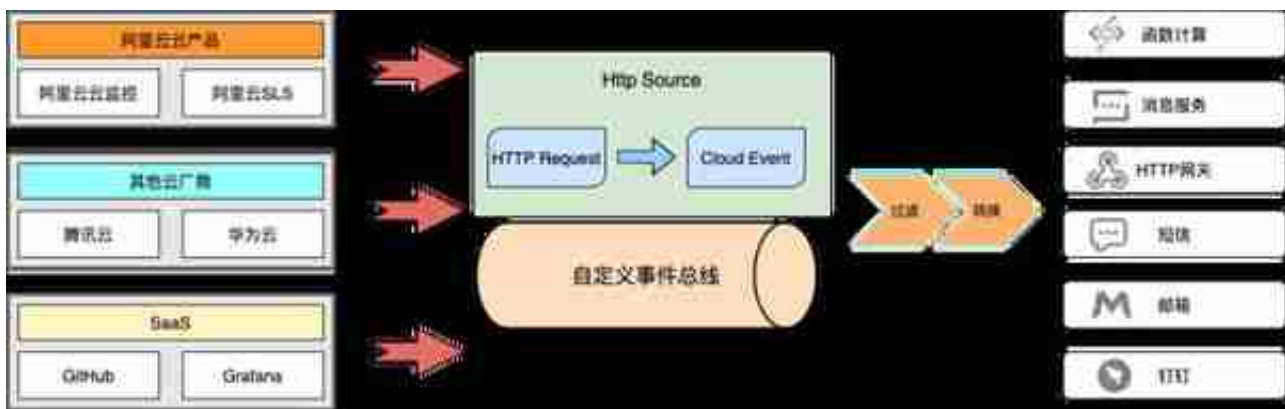 阿里云云产品
阿里云云监控
阿里云SLS
其他云厂商
腾讯云
华为云
SaaS
GitHub
Grafana
Http Source
HTTP Request
Cloud Event
自定义事件总线
过滤
转换
函数计算
消息服务
HTTP网关
短信
邮箱
钉钉